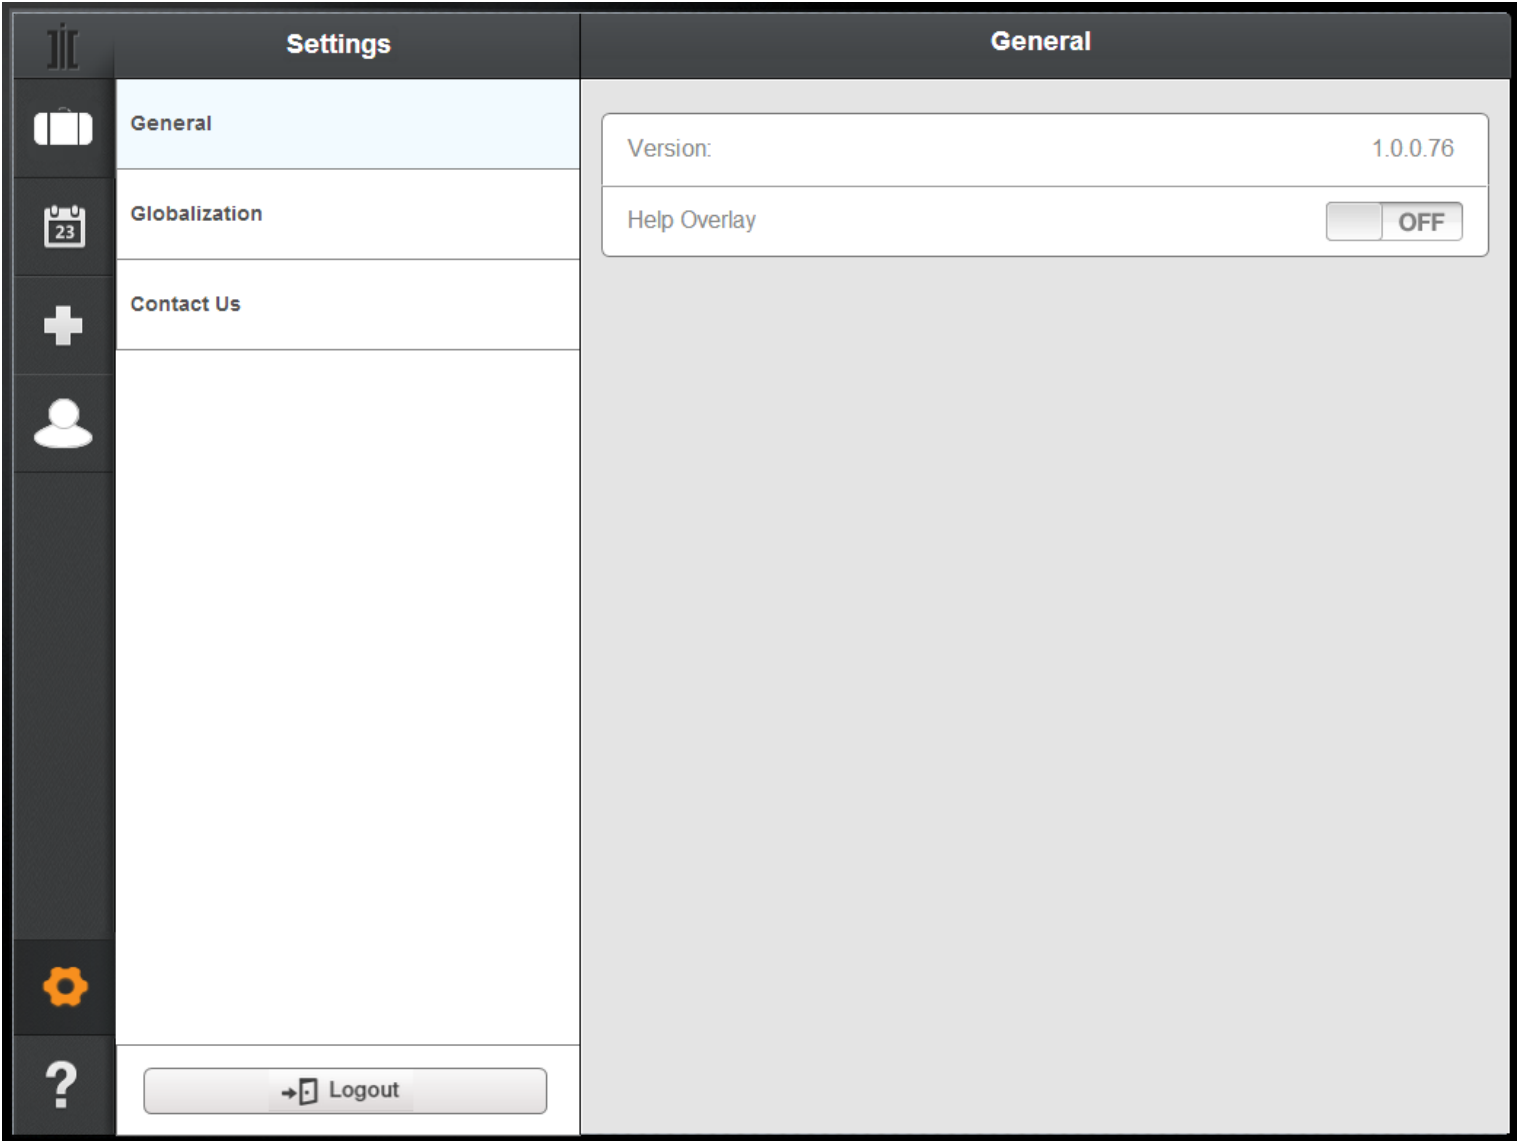 Settings
General
General
Globalization
Contact Us
Version:
1.0.0.76
Help Overlay
OFF
23
?
Logout